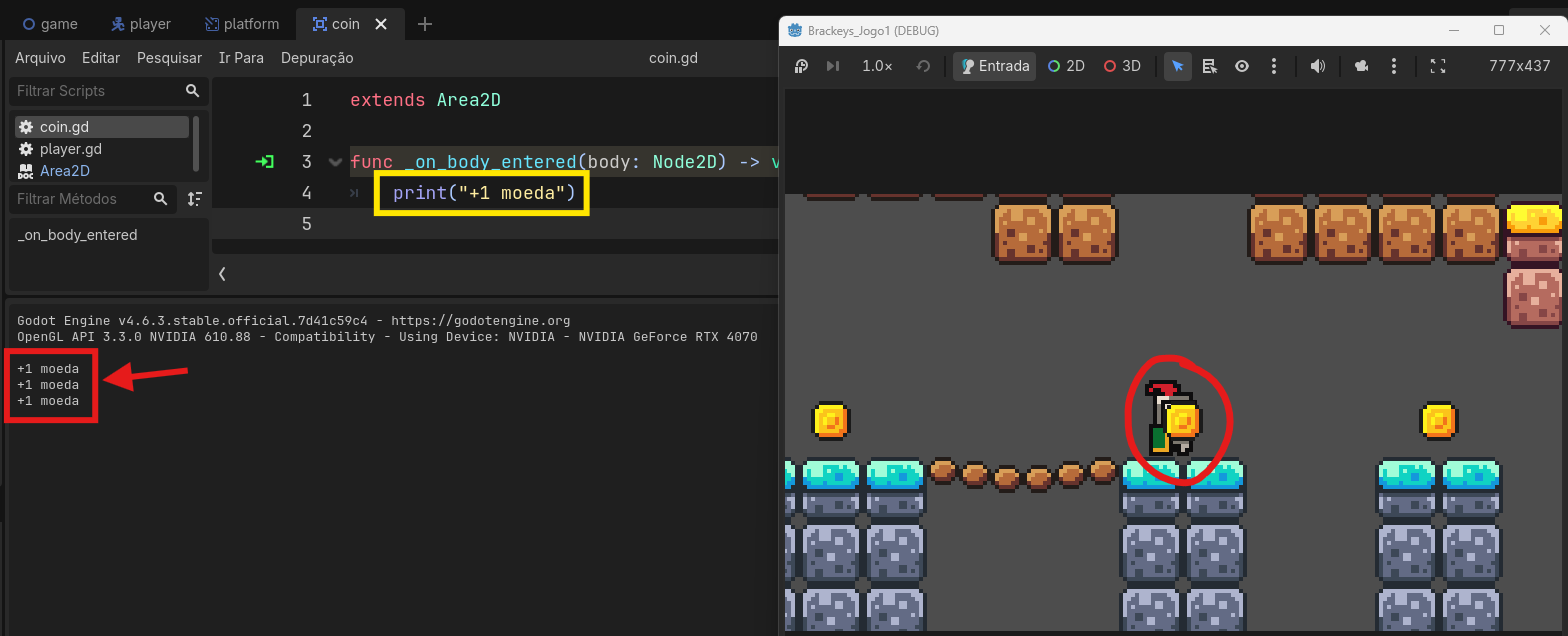 game player platform coin
Brackeys_Jogo1 (DEBUG)
Arquivo Editar Pesquisar Ir Para Depuração coin.gd
1.0× Entrada 2D 3D 777x437
Filtrar Scripts
coin.gd
player.gd
DOC Area2D
Filtrar Métodos
_on_body_entered
1 extends Area2D
2
3 func _on_body_entered(body: Node2D) -> v
4 print("+1 moeda")
5
Godot Engine v4.6.3.stable.official.7d41c59c4 - https://godotengine.org
OpenGL API 3.3.0 NVIDIA 610.88 - Compatibility - Using Device: NVIDIA - NVIDIA GeForce RTX 4070
+1 moeda
+1 moeda
+1 moeda